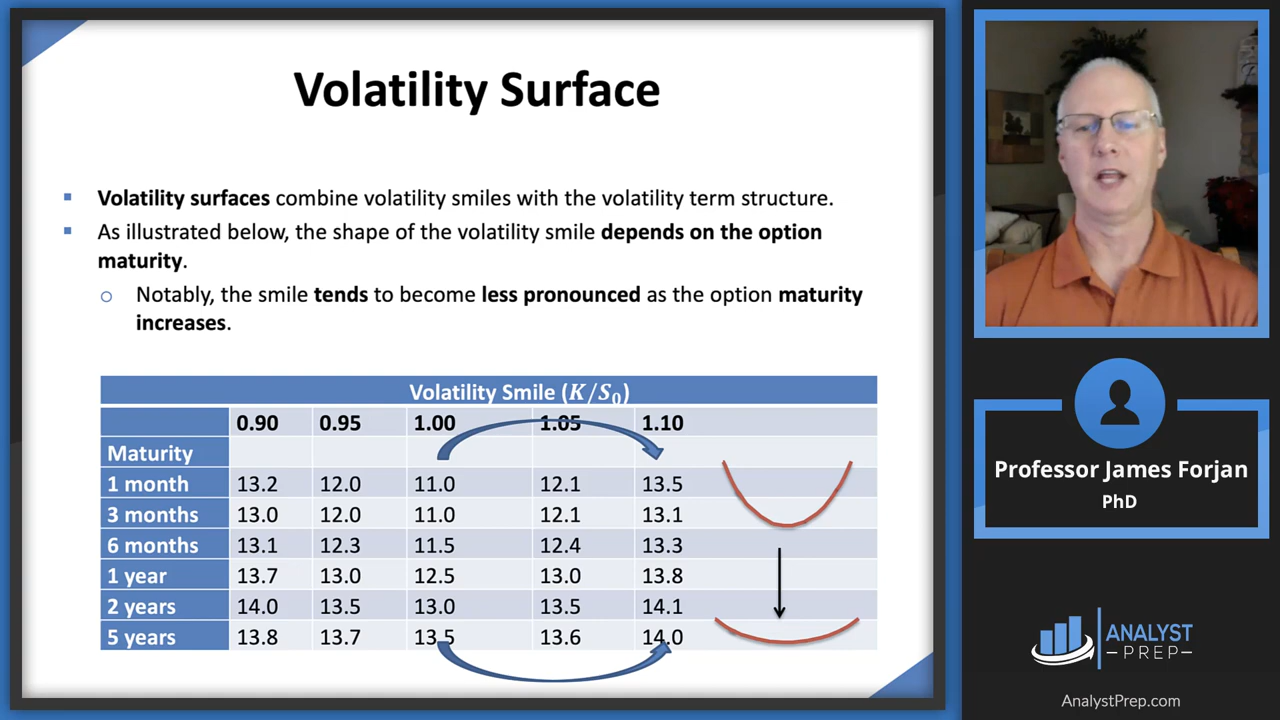 Volatility Surface
Volatility surfaces combine volatility smiles with the volatility term structure.
As illustrated below, the shape of the volatility smile depends on the option
maturity.
Notably, the smile tends to become less pronounced as the option maturity
increases.
Volatility Smile (K/S₀)
0.90 0.95 1.00 1.05 1.10
Maturity
1 month 13.2 12.0 11.0 12.1 13.5
3 months 13.0 12.0 11.0 12.1 13.1
6 months 13.1 12.3 11.5 12.4 13.3
1 year 13.7 13.0 12.5 13.0 13.8
2 years 14.0 13.5 13.0 13.5 14.1
5 years 13.8 13.7 13.5 13.6 14.0
Professor James Forjan
PhD
ANALYST
–PREP–
AnalystPrep.com